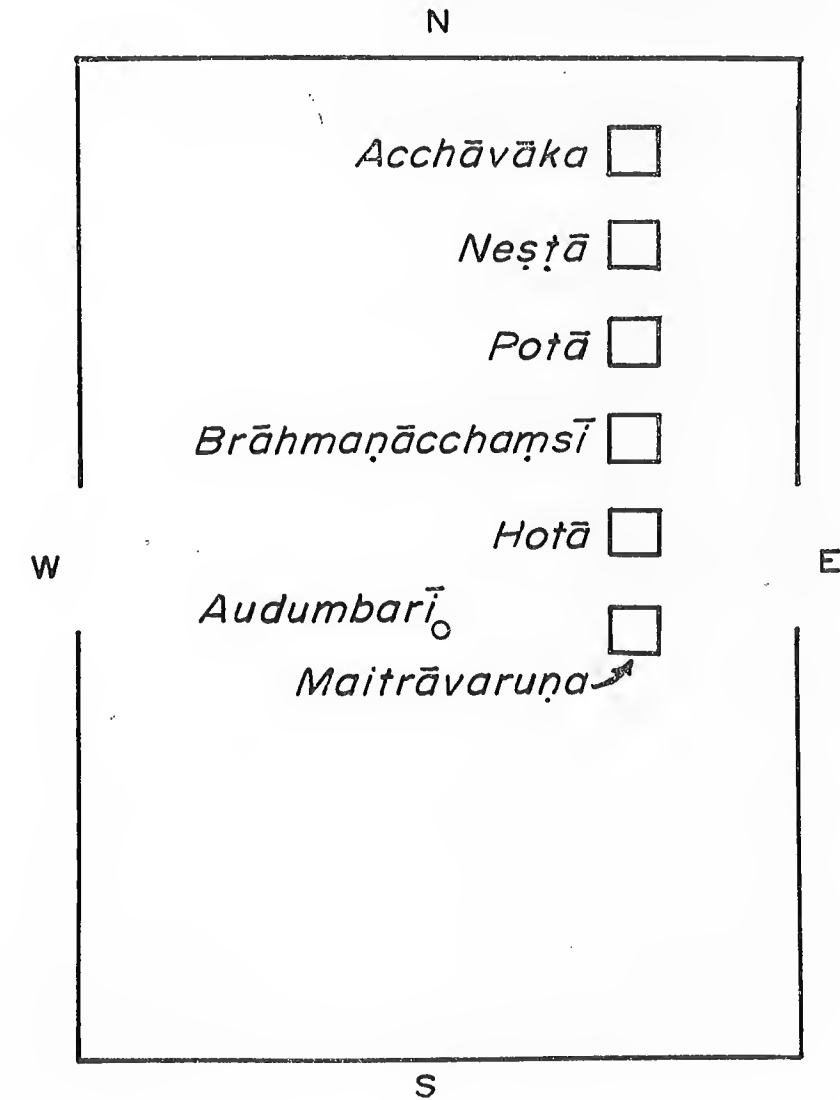 N
Acchāvāka
Neṣṭā
Potā
Brāhmaṇācchaṃsī
Hotā
W
E
Audumbarī
Maitrāvaruṇa
S